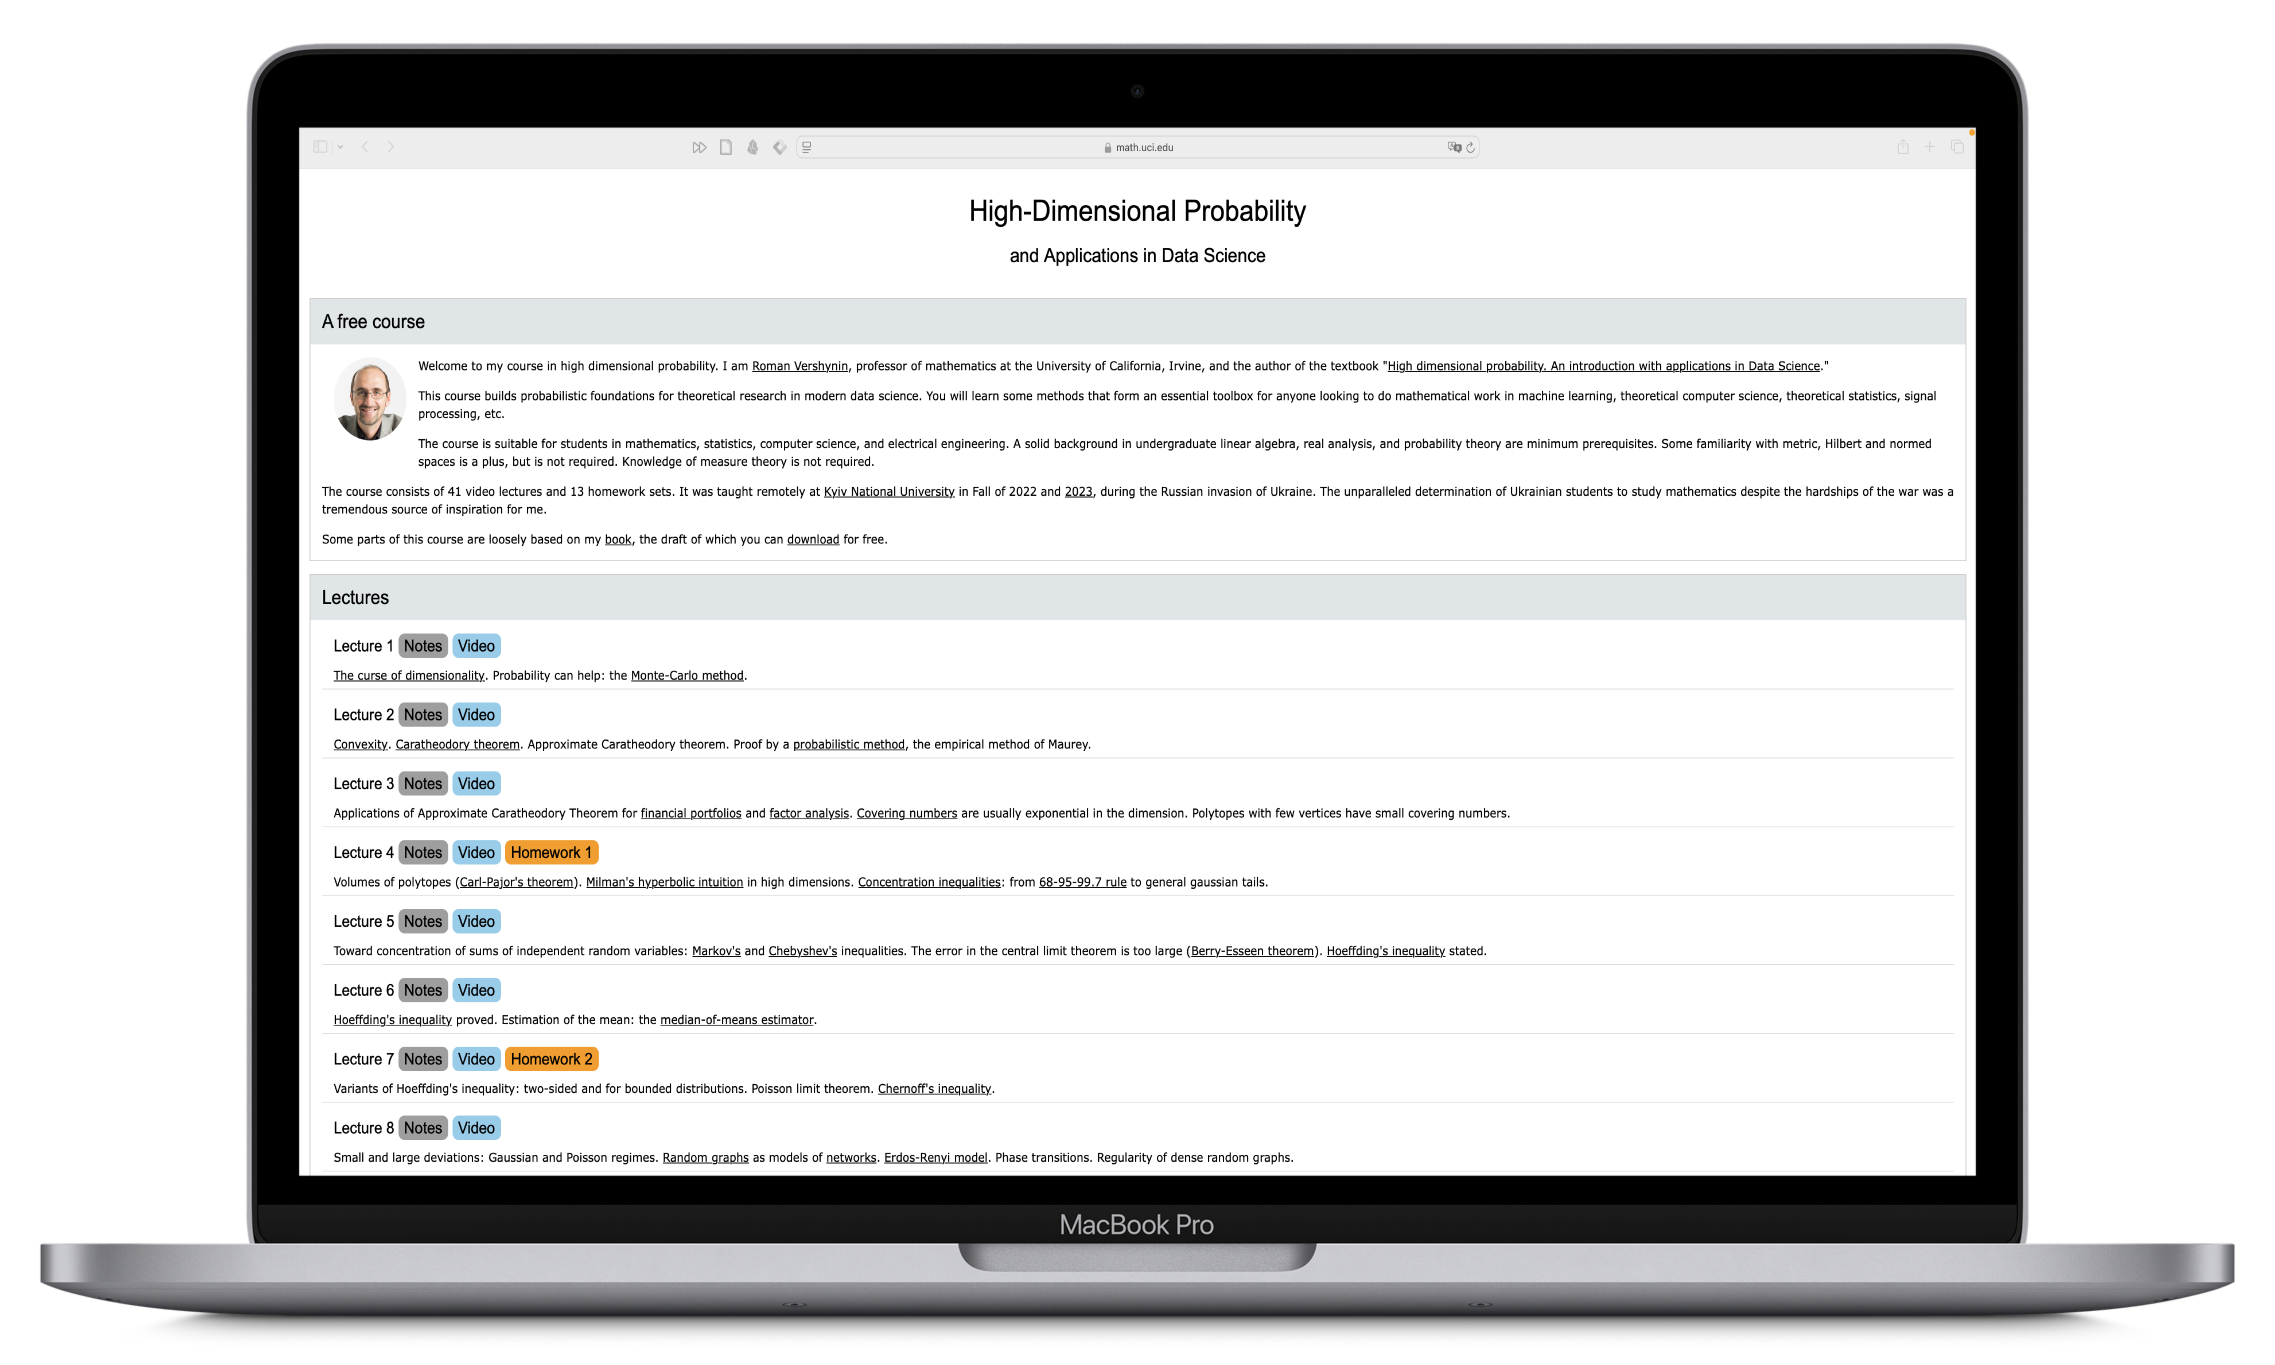 math.uci.edu
High-Dimensional Probability
and Applications in Data Science
A free course
Welcome to my course in high dimensional probability. I am Roman Vershynin, professor of mathematics at the University of California, Irvine, and the author of the textbook "High dimensional probability. An introduction with applications in Data Science."
This course builds probabilistic foundations for theoretical research in modern data science. You will learn some methods that form an essential toolbox for anyone looking to do mathematical work in machine learning, theoretical computer science, theoretical statistics, signal
processing, etc.
The course is suitable for students in mathematics, statistics, computer science, and electrical engineering. A solid background in undergraduate linear algebra, real analysis, and probability theory are minimum prerequisites. Some familiarity with metric, Hilbert and normed
spaces is a plus, but is not required. Knowledge of measure theory is not required.
The course consists of 41 video lectures and 13 homework sets. It was taught remotely at Kyiv National University in Fall of 2022 and 2023, during the Russian invasion of Ukraine. The unparalleled determination of Ukrainian students to study mathematics despite the hardships of the war was a
tremendous source of inspiration for me.
Some parts of this course are loosely based on my book, the draft of which you can download for free.
Lectures
Lecture 1 Notes Video
The curse of dimensionality. Probability can help: the Monte-Carlo method.
Lecture 2 Notes Video
Convexity. Caratheodory theorem. Approximate Caratheodory theorem. Proof by a probabilistic method, the empirical method of Maurey.
Lecture 3 Notes Video
Applications of Approximate Caratheodory Theorem for financial portfolios and factor analysis. Covering numbers are usually exponential in the dimension. Polytopes with few vertices have small covering numbers.
Lecture 4 Notes Video Homework 1
Volumes of polytopes (Carl-Pajor's theorem). Milman's hyperbolic intuition in high dimensions. Concentration inequalities: from 68-95-99.7 rule to general gaussian tails.
Lecture 5 Notes Video
Toward concentration of sums of independent random variables: Markov's and Chebyshev's inequalities. The error in the central limit theorem is too large (Berry-Esseen theorem). Hoeffding's inequality stated.
Lecture 6 Notes Video
Hoeffding's inequality proved. Estimation of the mean: the median-of-means estimator.
Lecture 7 Notes Video Homework 2
Variants of Hoeffding's inequality: two-sided and for bounded distributions. Poisson limit theorem. Chernoff's inequality.
Lecture 8 Notes Video
Small and large deviations: Gaussian and Poisson regimes. Random graphs as models of networks. Erdos-Renyi model. Phase transitions. Regularity of dense random graphs.
MacBook Pro